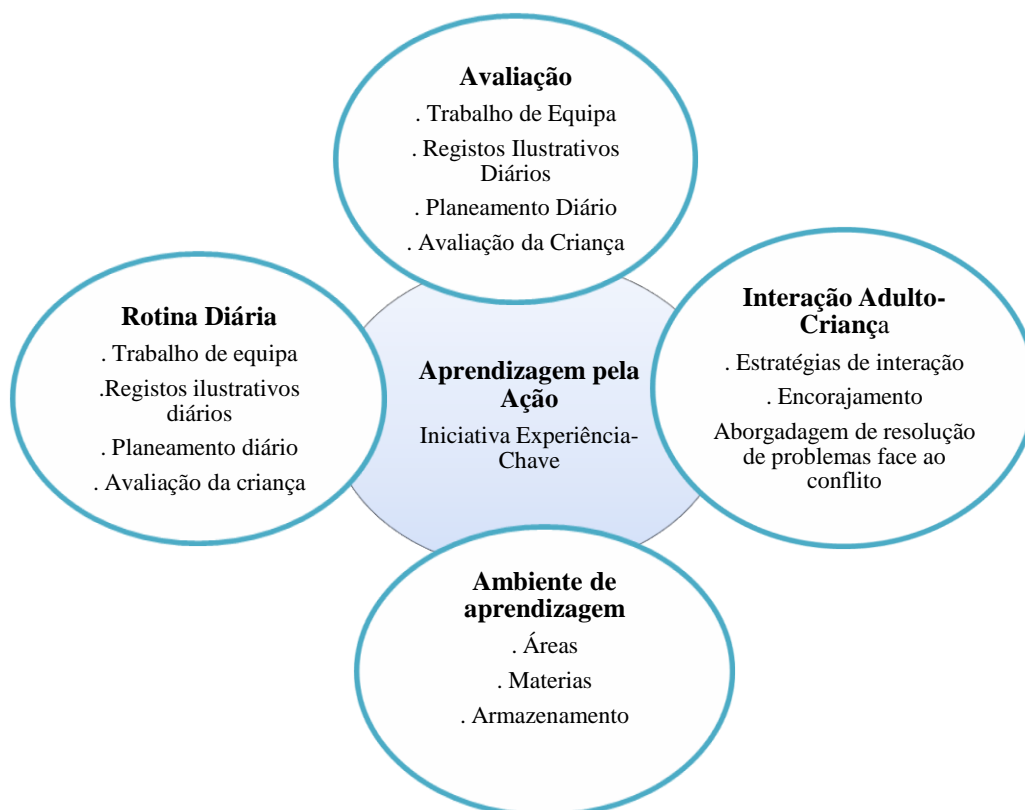 Avaliação
. Trabalho de Equipa
. Registos Ilustrativos
Diários
. Planeamento Diário
. Avaliação da Criança
Rotina Diária
. Trabalho de equipa
.Registos ilustrativos
diários
. Planeamento diário
. Avaliação da criança
Aprendizagem pela
Ação
Iniciativa Experiência-
Chave
Interação Adulto-
Criança
. Estratégias de interação
. Encorajamento
Aborgadagem de resolução
de problemas face ao
conflito
Ambiente de
aprendizagem
. Áreas
. Materias
. Armazenamento